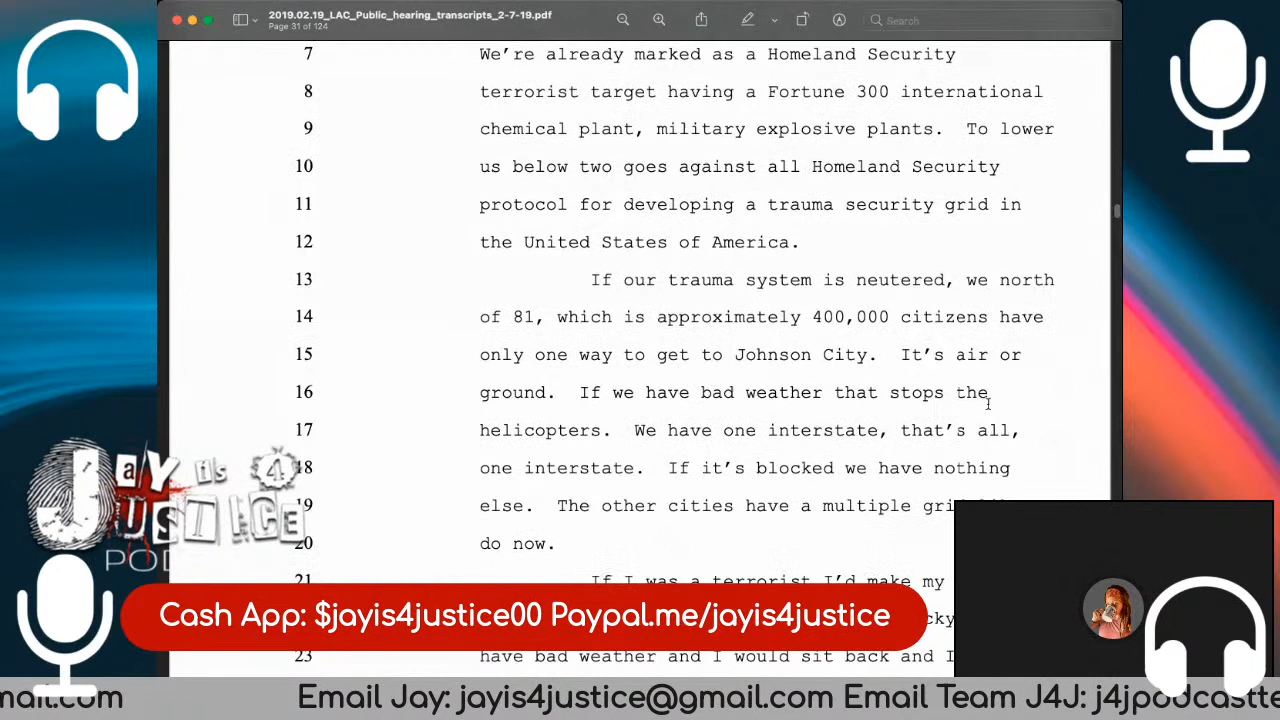 2019.02.19_LAC_Public_hearing_transcripts_2-7-19.pdf
Page 31 of 124
Search
7 We're already marked as a Homeland Security
8 terrorist target having a Fortune 300 international
9 chemical plant, military explosive plants. To lower
10 us below two goes against all Homeland Security
11 protocol for developing a trauma security grid in
12 the United States of America.
13 If our trauma system is neutered, we north
14 of 81, which is approximately 400,000 citizens have
15 only one way to get to Johnson City. It's air or
16 ground. If we have bad weather that stops the
17 helicopters. We have one interstate, that's all,
18 one interstate. If it's blocked we have nothing
19 else. The other cities have a multiple
20 do now.
21 If I was a terrorist I'd make my
23 have bad weather and I would sit back and I
Jay is 4
JUSTICE
POD
Cash App: $jayis4justice00 Paypal.me/jayis4justice
mail.com Email Jay: jayis4justice@gmail.com Email Team J4J: